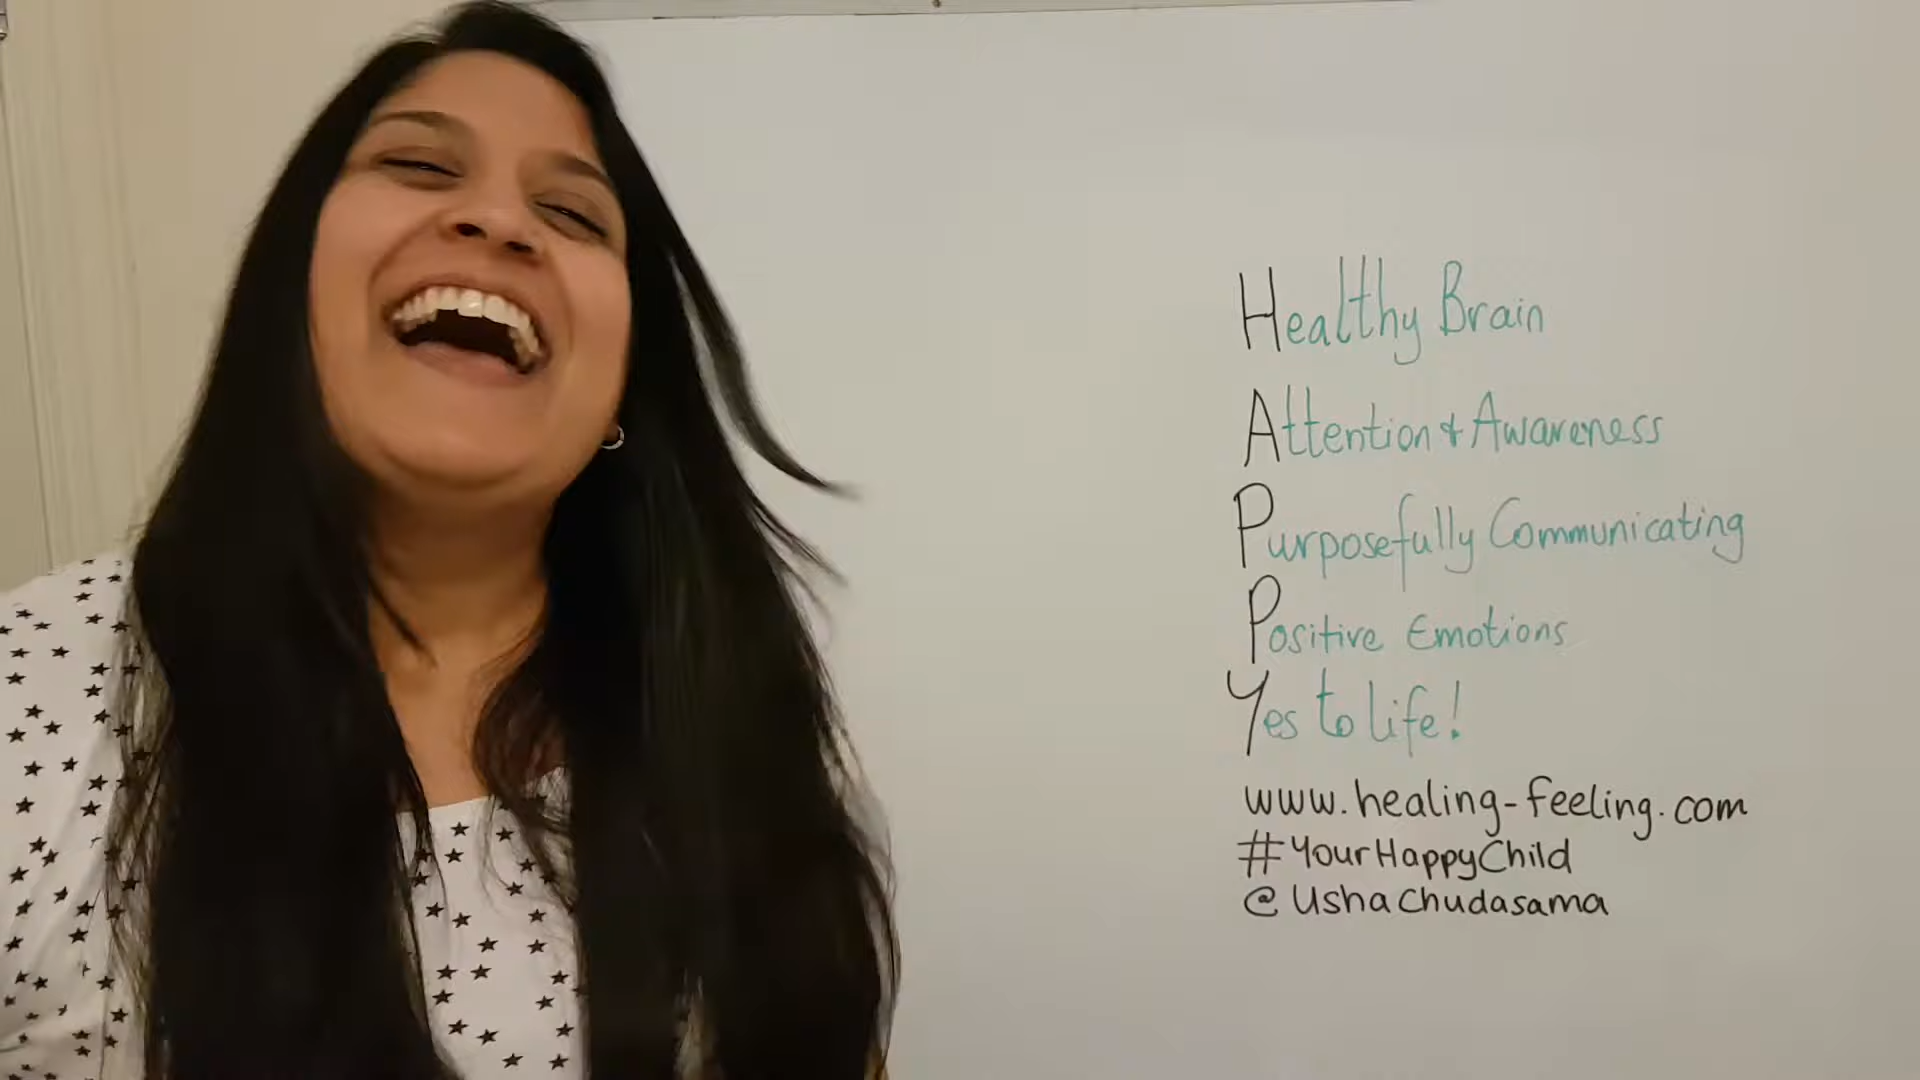 Healthy Brain
Attention & Awareness
Purposefully Communicating
Positive Emotions
Yes to life!
www.healing-feeling.com
#YourHappyChild
@UshaChudasama